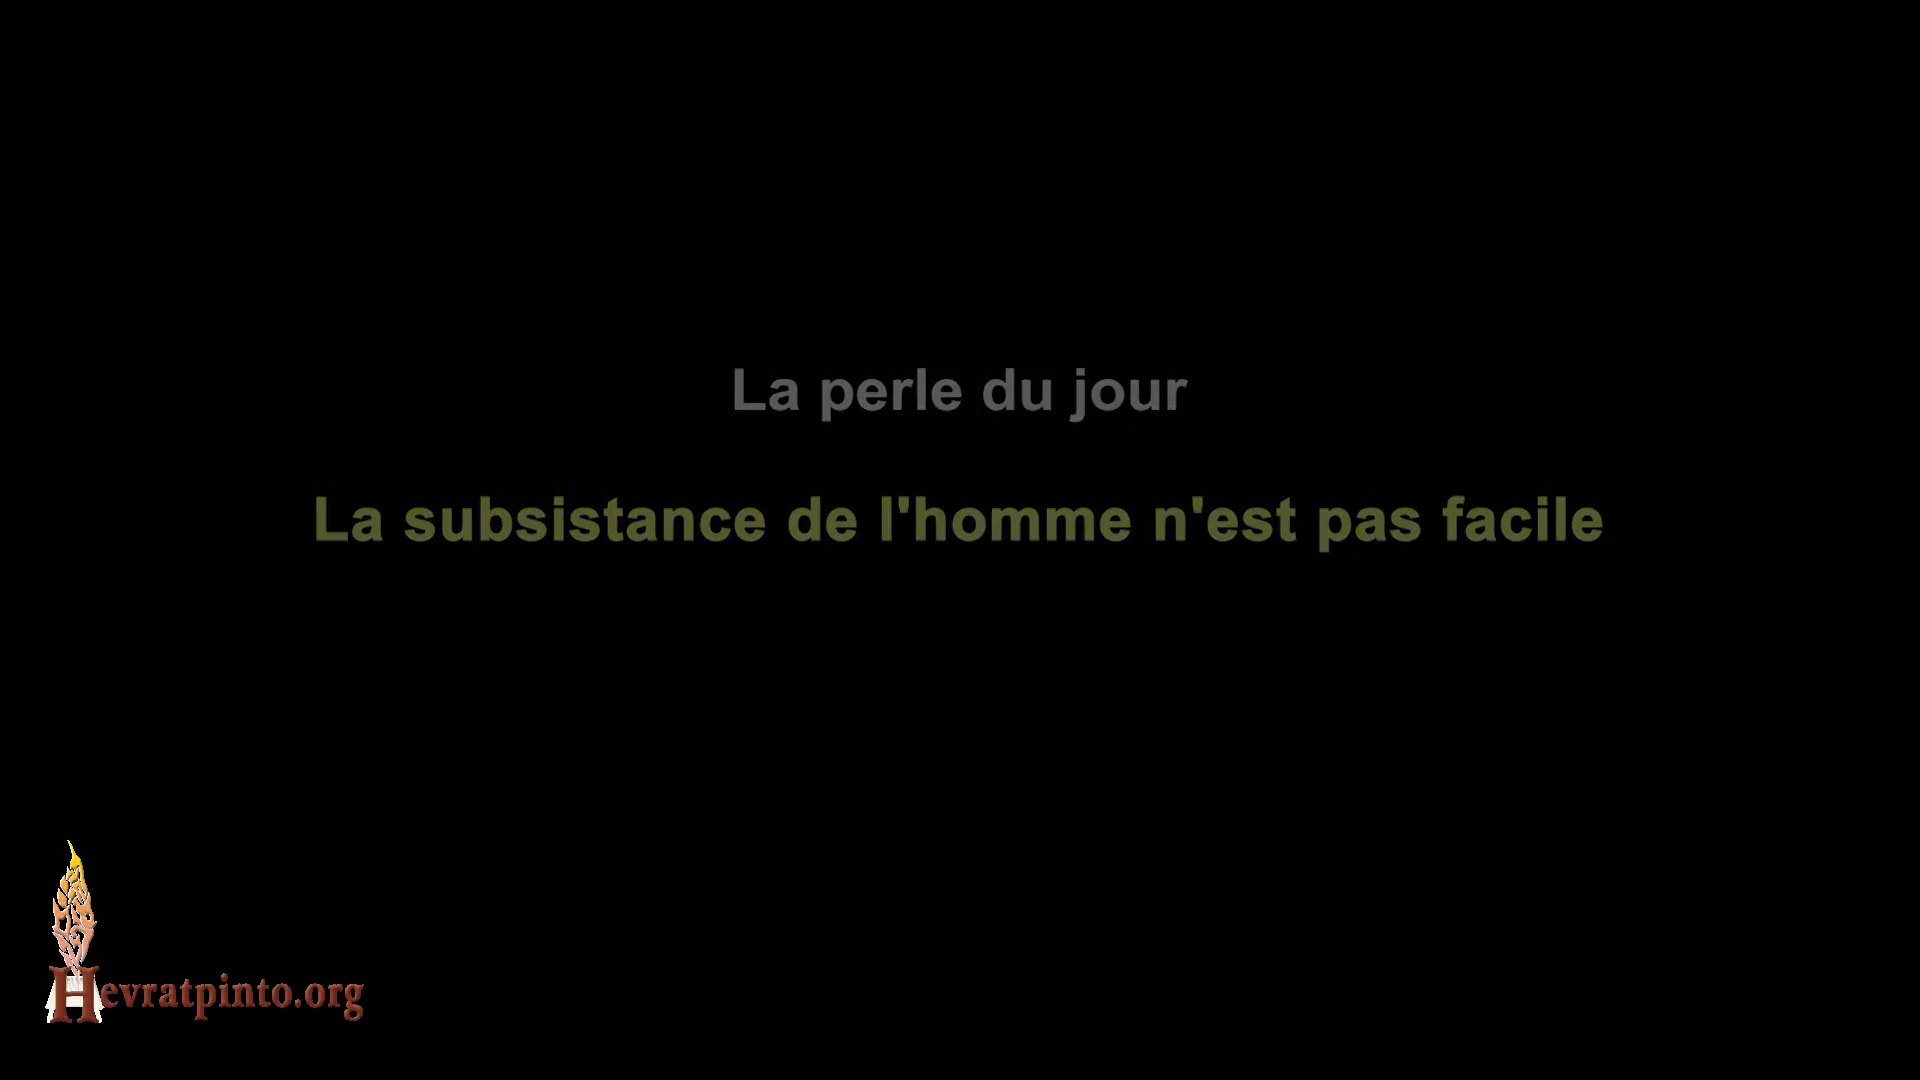 La perle du jour
La subsistance de l'homme n'est pas facile
Hevratpinto.org